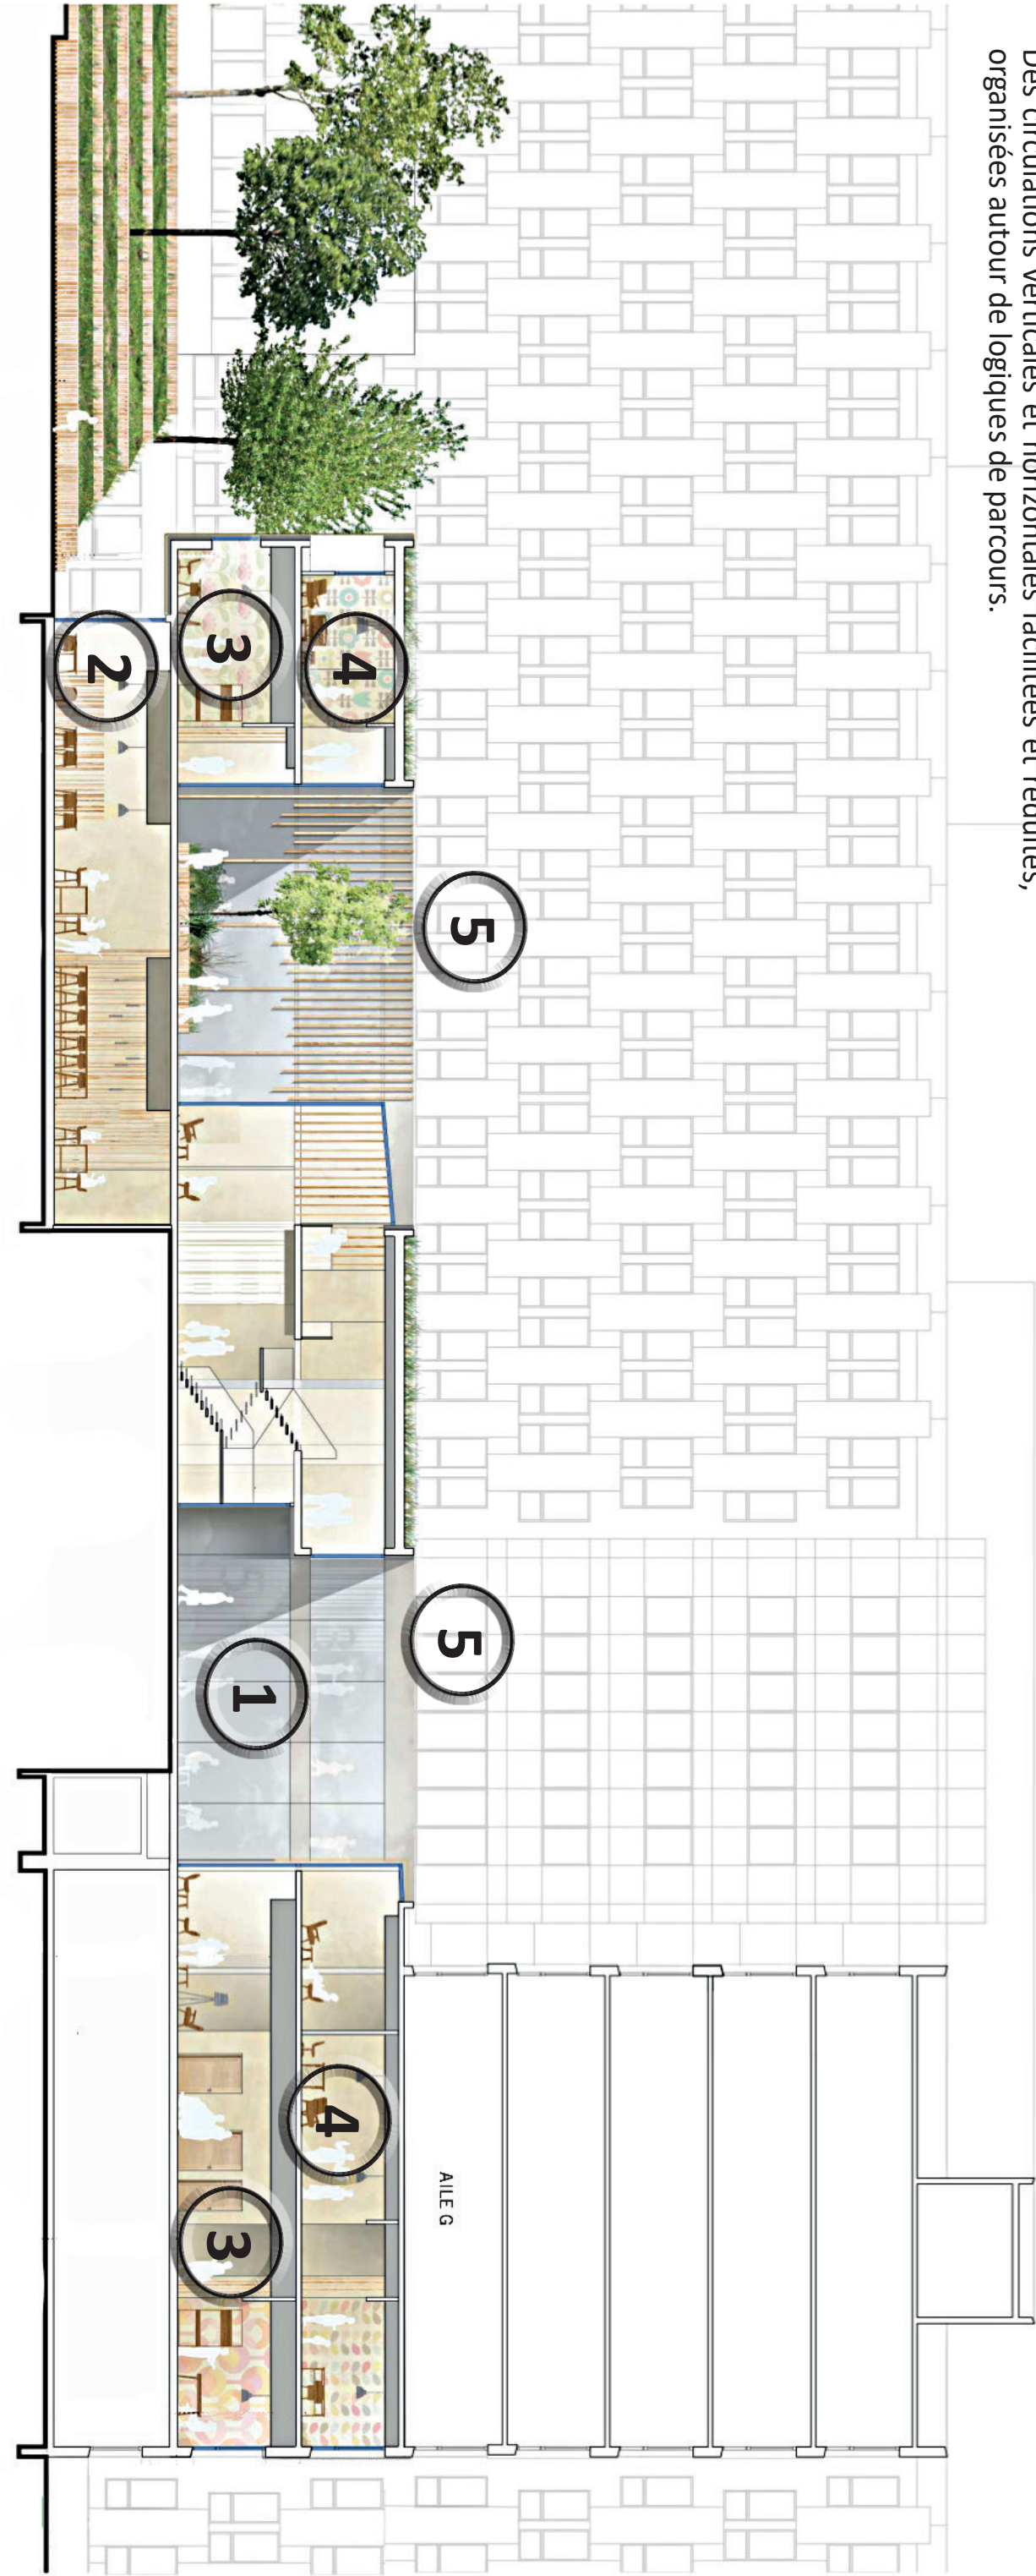 Des circulations verticales et horizontales facilitées et réduites,
organisées autour de logiques de parcours.
5
5
AILE G
4
4
3
1
3
2